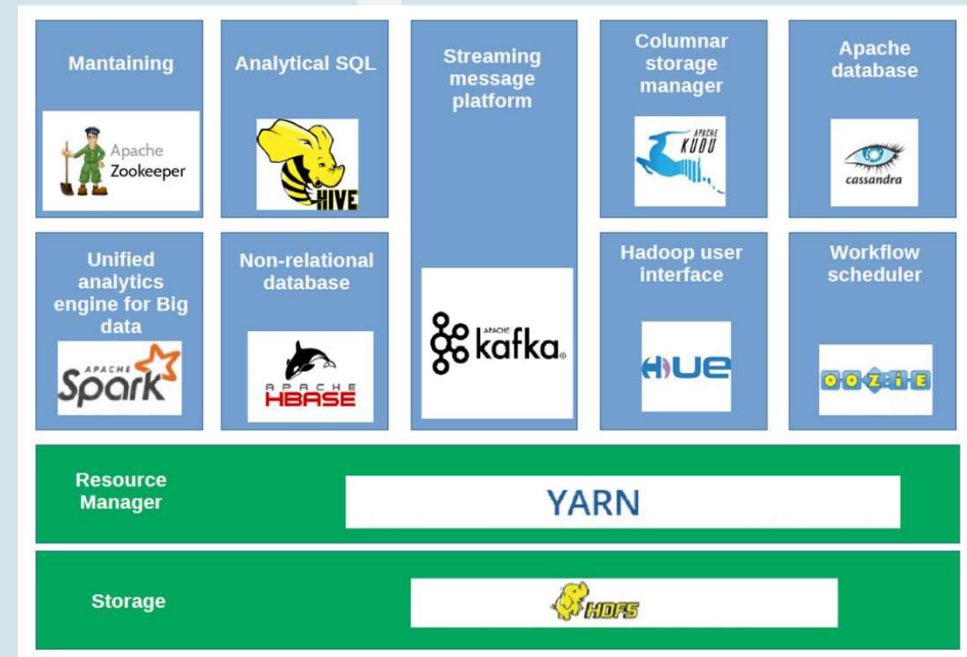 Mantaining
Apache
Zookeeper
Analytical SQL
HIVE
Streaming
message
platform
APACHE
kafka®
Columnar
storage
manager
APACHE
KUDU
Apache
database
cassandra
Unified
analytics
engine for Big
data
APACHE
Spark
Non-relational
database
APACHE
HBASE
Hadoop user
interface
HUE
Workflow
scheduler
OOZIE
Resource
Manager
YARN
Storage
HDFS